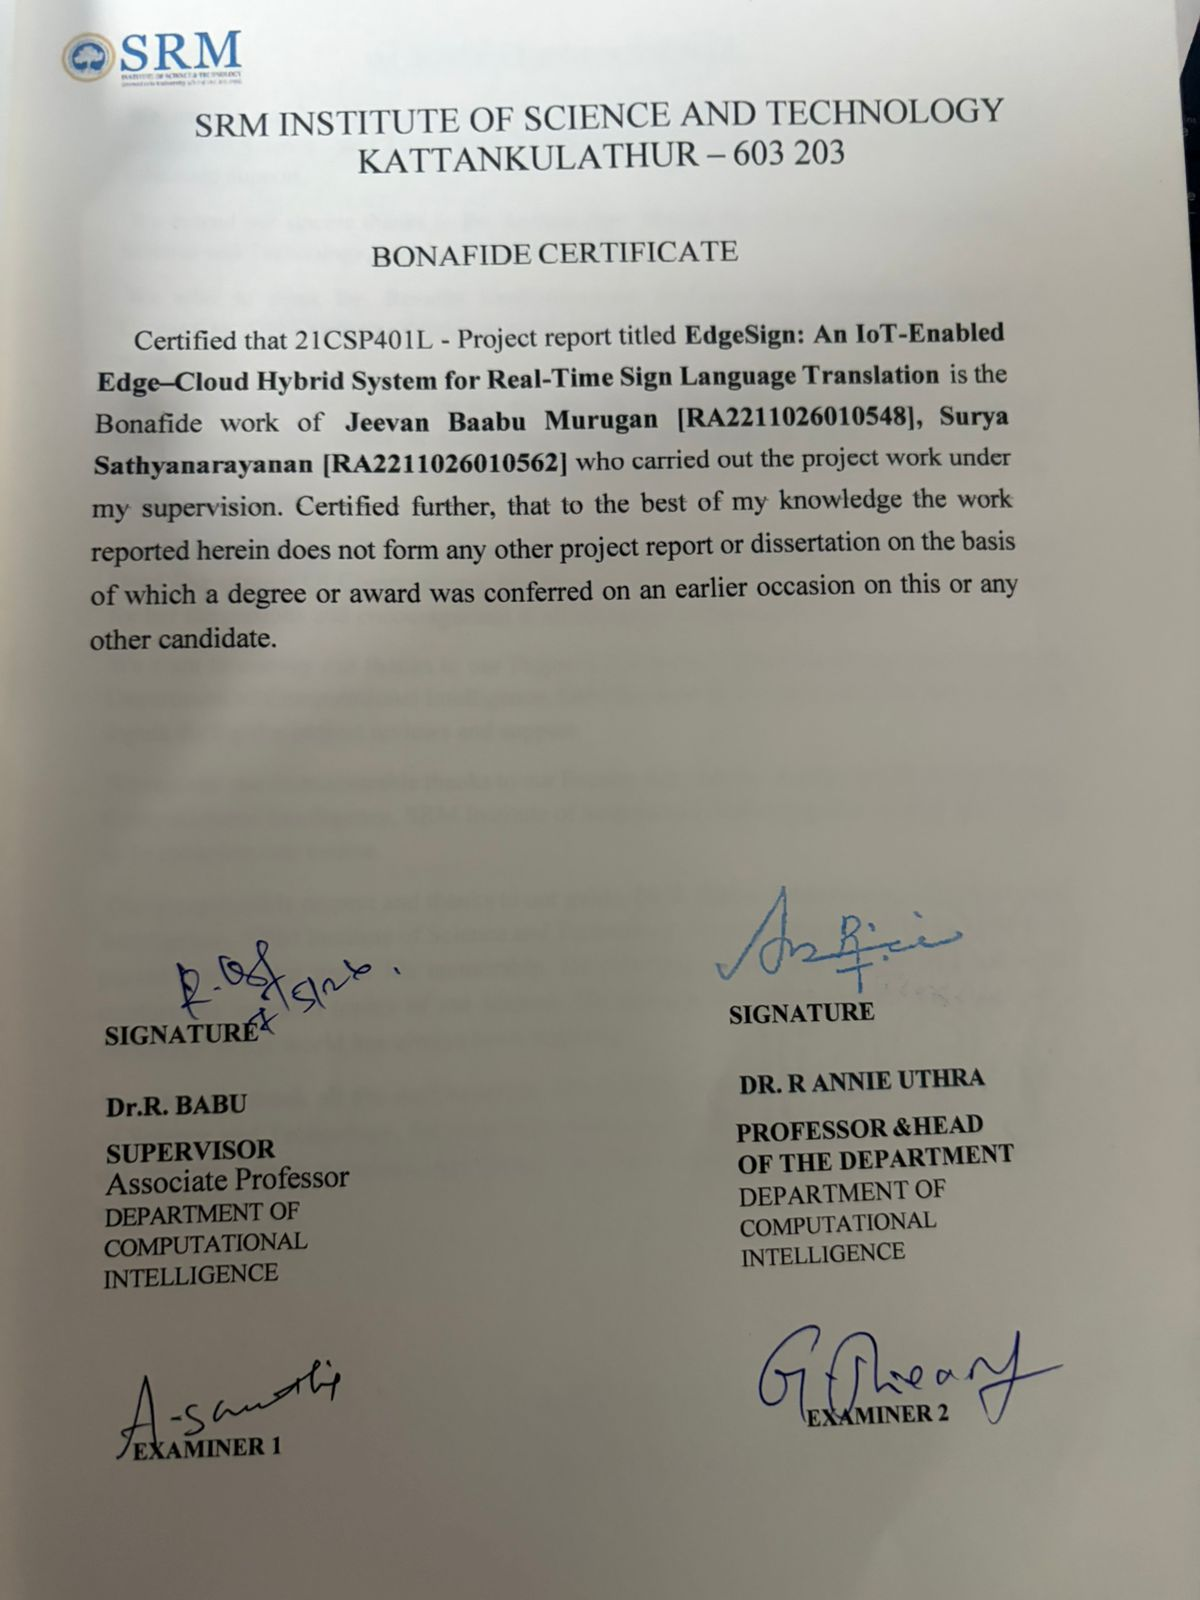 SRM
INSTITUTE OF SCIENCE & TECHNOLOGY
SRM INSTITUTE OF SCIENCE AND TECHNOLOGY
KATTANKULATHUR – 603 203
BONAFIDE CERTIFICATE
Certified that 21CSP401L - Project report titled EdgeSign: An IoT-Enabled
Edge–Cloud Hybrid System for Real-Time Sign Language Translation is the
Bonafide work of Jeevan Baabu Murugan [RA2211026010548], Surya
Sathyanarayanan [RA2211026010562] who carried out the project work under
my supervision. Certified further, that to the best of my knowledge the work
reported herein does not form any other project report or dissertation on the basis
of which a degree or award was conferred on an earlier occasion on this or any
other candidate.
SIGNATURE
Dr.R. BABU
SUPERVISOR
Associate Professor
DEPARTMENT OF
COMPUTATIONAL
INTELLIGENCE
SIGNATURE
DR. R ANNIE UTHRA
PROFESSOR &HEAD
OF THE DEPARTMENT
DEPARTMENT OF
COMPUTATIONAL
INTELLIGENCE
EXAMINER 1
EXAMINER 2